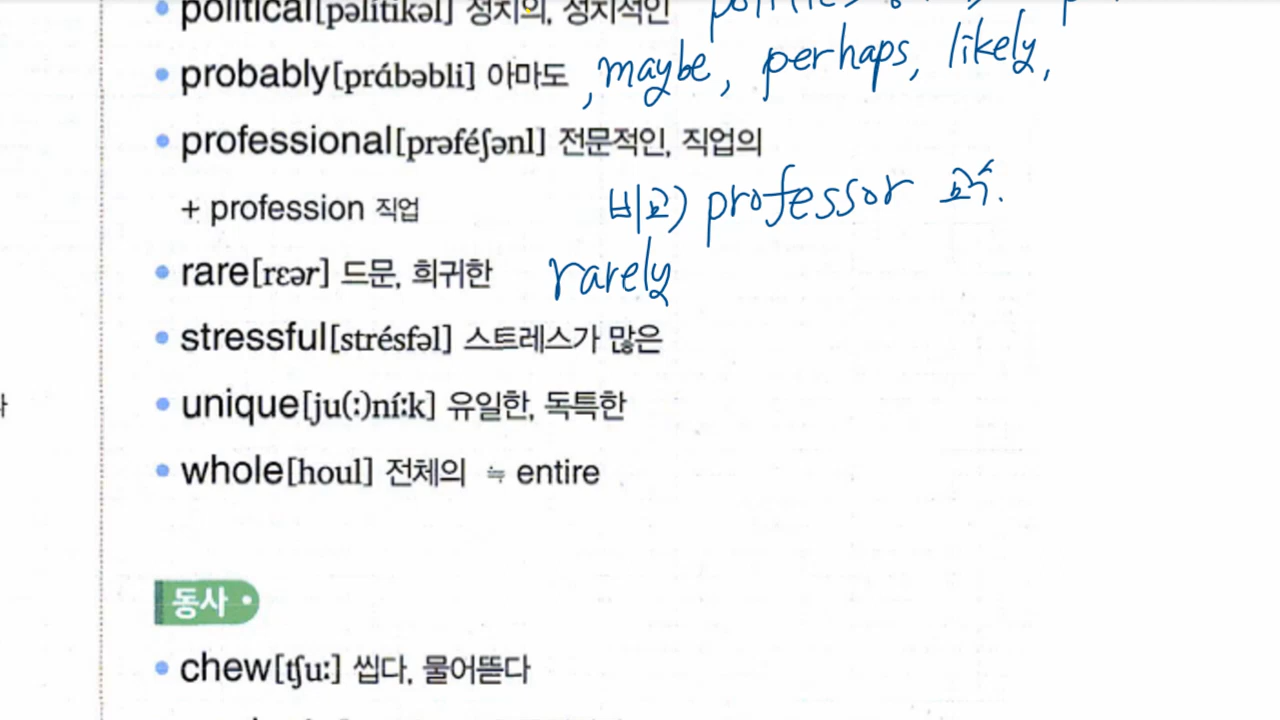 political[pəlítikəl] 정치의, 정치적인
probably[prábəbli] 아마도 , maybe, perhaps, likely,
professional[prəféʃənl] 전문적인, 직업의
+ profession 직업 비교) professor 교수.
rare[rɛər] 드문, 희귀한 rarely
stressful[strésfəl] 스트레스가 많은
unique[ju(:)ní:k] 유일한, 독특한
whole[houl] 전체의 ≒ entire
동사
chew[tʃu:] 씹다, 물어뜯다